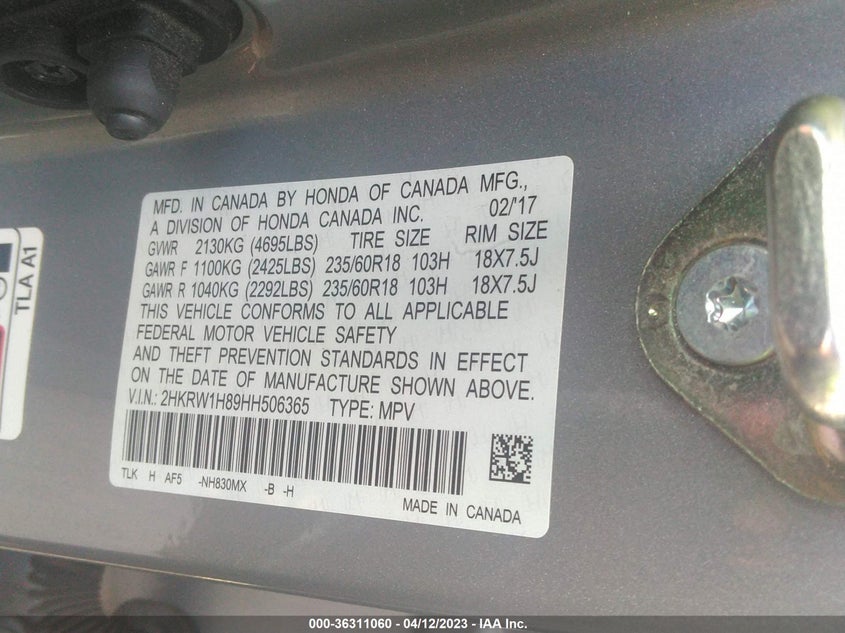 MFD. IN CANADA BY HONDA OF CANADA MFG.,
A DIVISION OF HONDA CANADA INC. 02/'17
GVWR 2130KG (4695LBS) TIRE SIZE RIM SIZE
GAWR F 1100KG (2425LBS) 235/60R18 103H 18X7.5J
GAWR R 1040KG (2292LBS) 235/60R18 103H 18X7.5J
THIS VEHICLE CONFORMS TO ALL APPLICABLE
FEDERAL MOTOR VEHICLE SAFETY
AND THEFT PREVENTION STANDARDS IN EFFECT
ON THE DATE OF MANUFACTURE SHOWN ABOVE.
V.I.N.: 2HKRW1H89HH506365 TYPE: MPV
TLK H AF5 -NH830MX -B -H
MADE IN CANADA
TLA A1
000-36311060 - 04/12/2023 - IAA Inc.